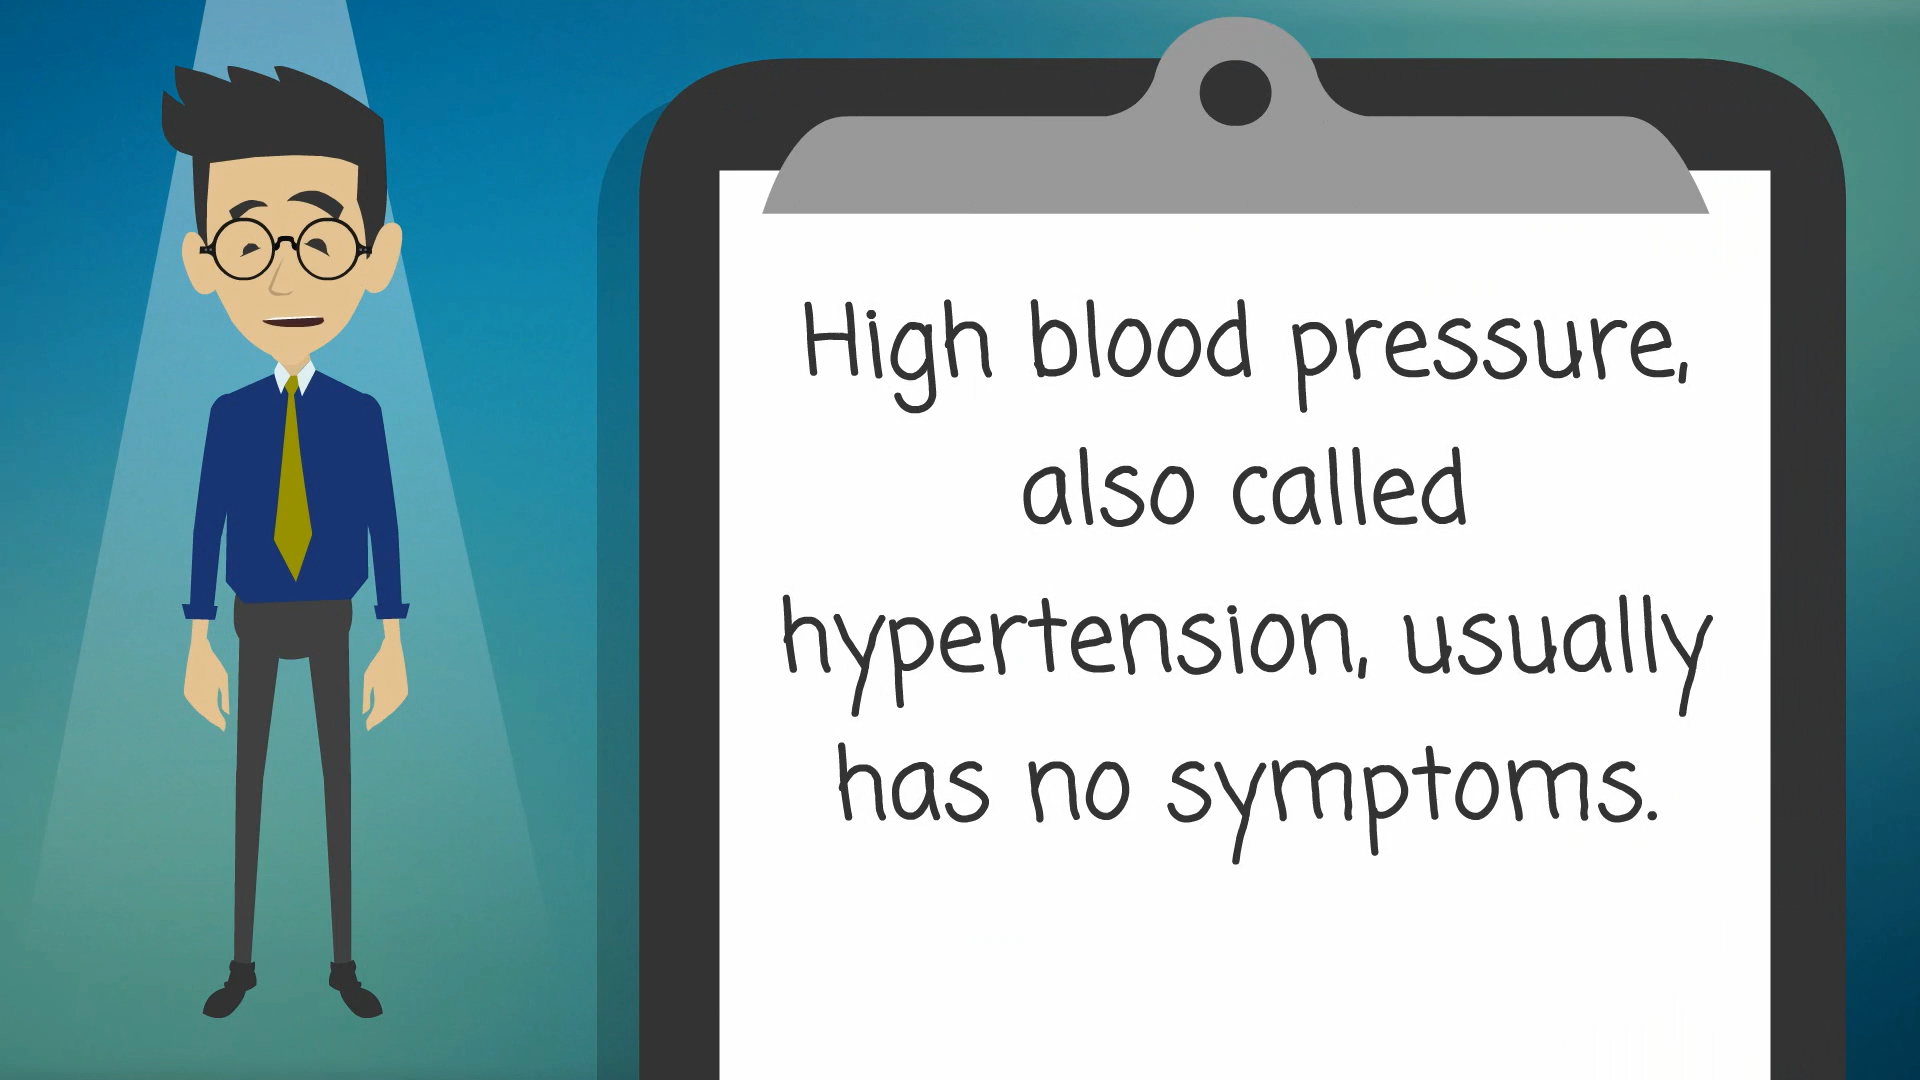 High blood pressure,
also called
hypertension, usually
has no symptoms.